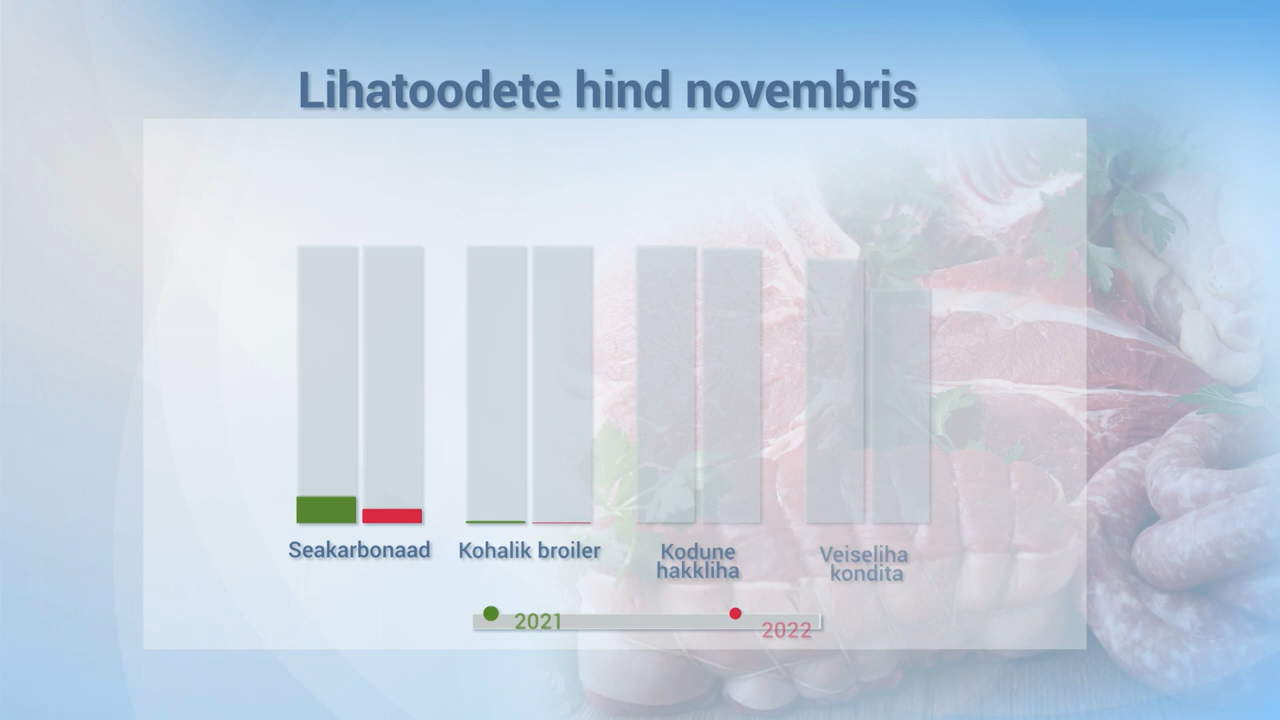 Lihatoodete hind novembris
Seakarbonaad
Kohalik broiler
Kodune
hakkliha
Veiseliha
kondita
2021
2022